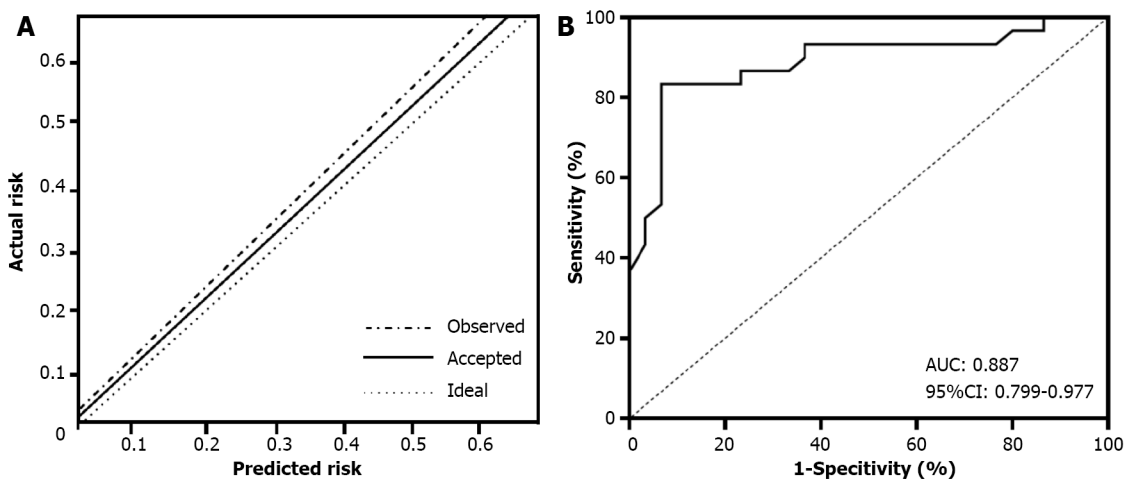 A
Actual risk
0.6
0.5
0.4
0.3
0.2
0.1
0
0.1 0.2 0.3 0.4 0.5 0.6
Predicted risk
Observed
Accepted
Ideal
B
Sensitivity (%)
100
80
60
40
20
0
0 20 40 60 80 100
1-Specitivity (%)
AUC: 0.887
95%CI: 0.799-0.977